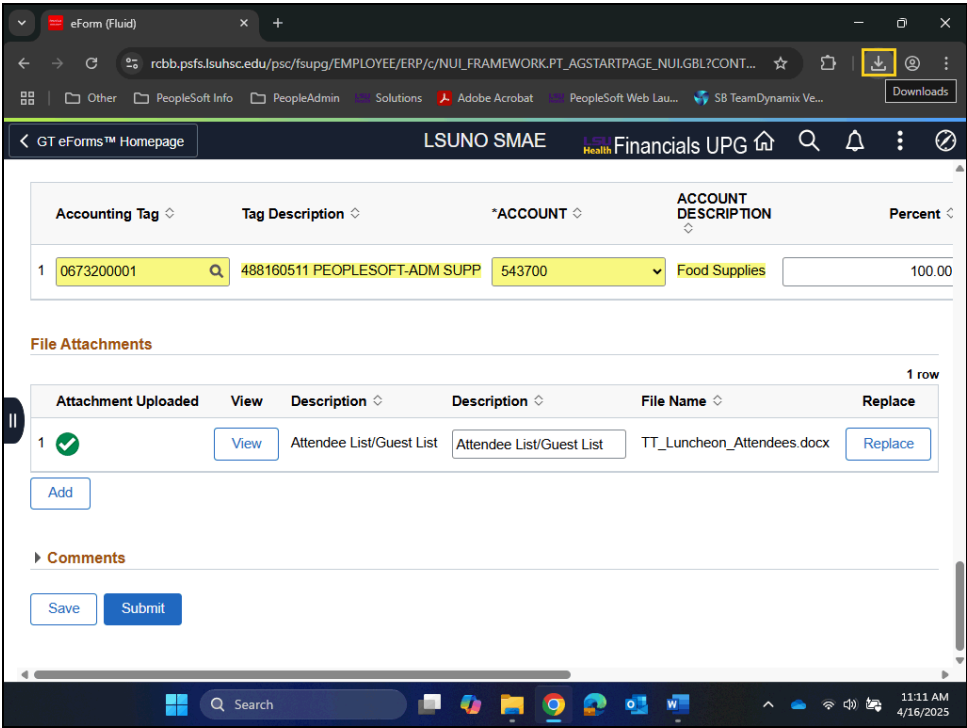 eForm (Fluid)
rcbb.psfs.lsuhsc.edu/psc/fsupg/EMPLOYEE/ERP/c/NUI_FRAMEWORK.PT_AGSTARTPAGE_NUI.GBL?CONT...
Other PeopleSoft Info PeopleAdmin LSU Solutions Adobe Acrobat LSU PeopleSoft Web Lau... SB TeamDynamix Ve...
Downloads
GT eForms™ Homepage LSUNO SMAE LSU Health Financials UPG
Accounting Tag Tag Description *ACCOUNT ACCOUNT DESCRIPTION Percent
1 0673200001 488160511 PEOPLESOFT-ADM SUPP 543700 Food Supplies 100.00
File Attachments
1 row
Attachment Uploaded View Description Description File Name Replace
1 View Attendee List/Guest List Attendee List/Guest List TT_Luncheon_Attendees.docx Replace
Add
Comments
Save Submit
Search
11:11 AM
4/16/2025